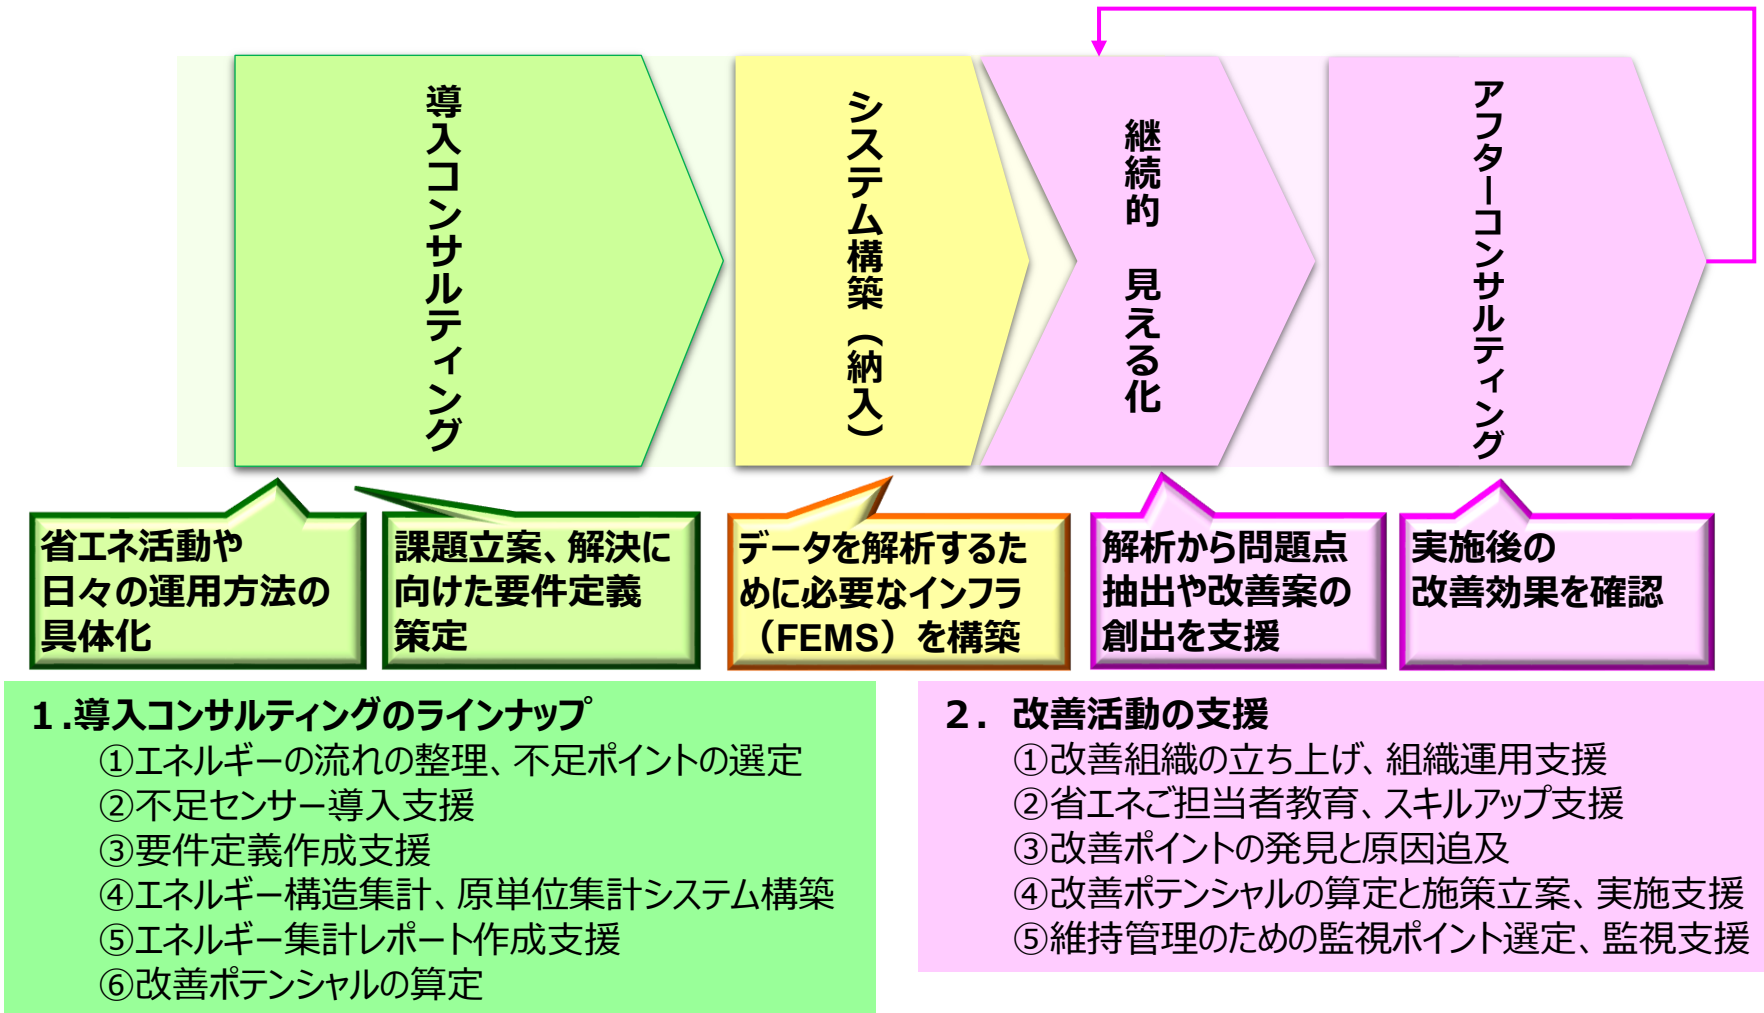 導入コンサルティング
システム構築（納入）
継続的　見える化
アフターコンサルティング
省エネ活動や
日々の運用方法の
具体化
課題立案、解決に
向けた要件定義
策定
データを解析するた
めに必要なインフラ
（FEMS）を構築
解析から問題点
抽出や改善案の
創出を支援
実施後の
改善効果を確認
１.導入コンサルティングのラインナップ
①エネルギーの流れの整理、不足ポイントの選定
②不足センサー導入支援
③要件定義作成支援
④エネルギー構造集計、原単位集計システム構築
⑤エネルギー集計レポート作成支援
⑥改善ポテンシャルの算定
２．改善活動の支援
①改善組織の立ち上げ、組織運用支援
②省エネご担当者教育、スキルアップ支援
③改善ポイントの発見と原因追及
④改善ポテンシャルの算定と施策立案、実施支援
⑤維持管理のための監視ポイント選定、監視支援